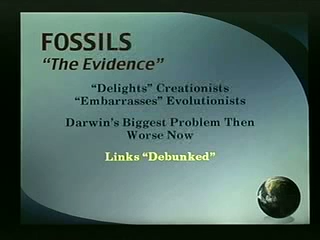 FOSSILS
“The Evidence”
“Delights” Creationists
“Embarrasses” Evolutionists
Darwin’s Biggest Problem Then
Worse Now
Links “Debunked”